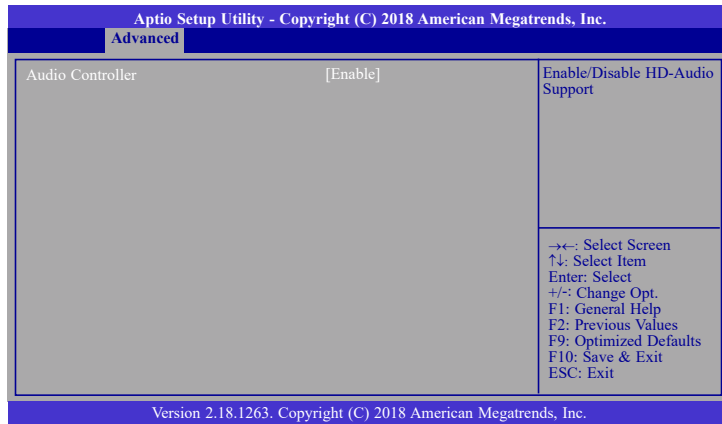 Aptio Setup Utility - Copyright (C) 2018 American Megatrends, Inc.
Advanced
Audio Controller [Enable]
Enable/Disable HD-Audio
Support
→←: Select Screen
↑↓: Select Item
Enter: Select
+/-: Change Opt.
F1: General Help
F2: Previous Values
F9: Optimized Defaults
F10: Save & Exit
ESC: Exit
Version 2.18.1263. Copyright (C) 2018 American Megatrends, Inc.